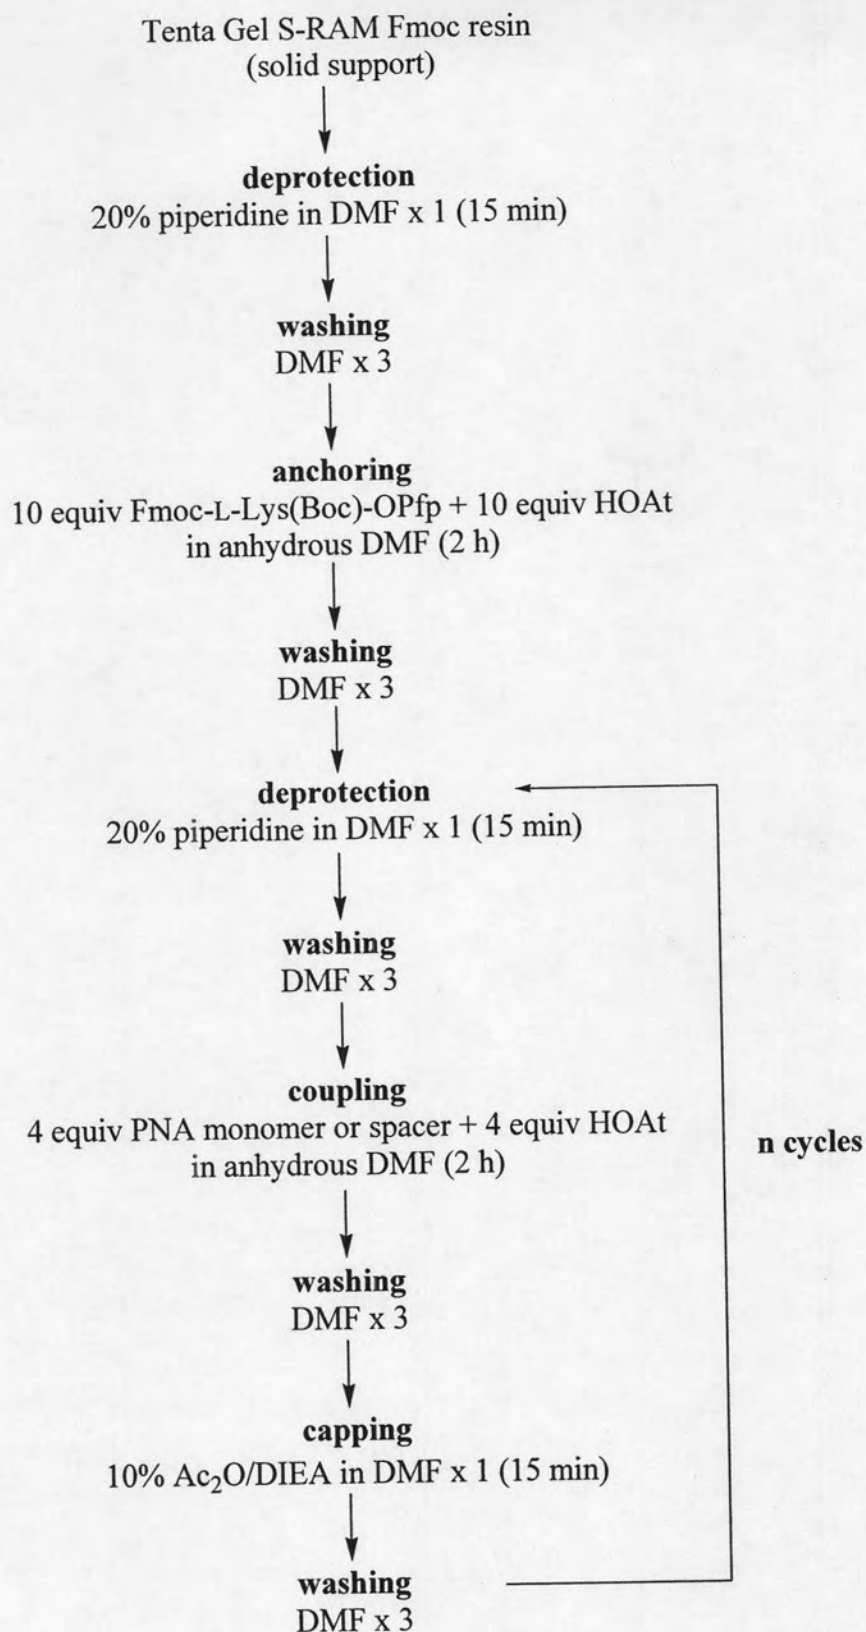 Tenta Gel S-RAM Fmoc resin
(solid support)
deprotection
20% piperidine in DMF x 1 (15 min)
washing
DMF x 3
anchoring
10 equiv Fmoc-L-Lys(Boc)-OPfp + 10 equiv HOAt
in anhydrous DMF (2 h)
washing
DMF x 3
deprotection
20% piperidine in DMF x 1 (15 min)
washing
DMF x 3
coupling
4 equiv PNA monomer or spacer + 4 equiv HOAt
in anhydrous DMF (2 h)
n cycles
washing
DMF x 3
capping
10% Ac₂O/DIEA in DMF x 1 (15 min)
washing
DMF x 3